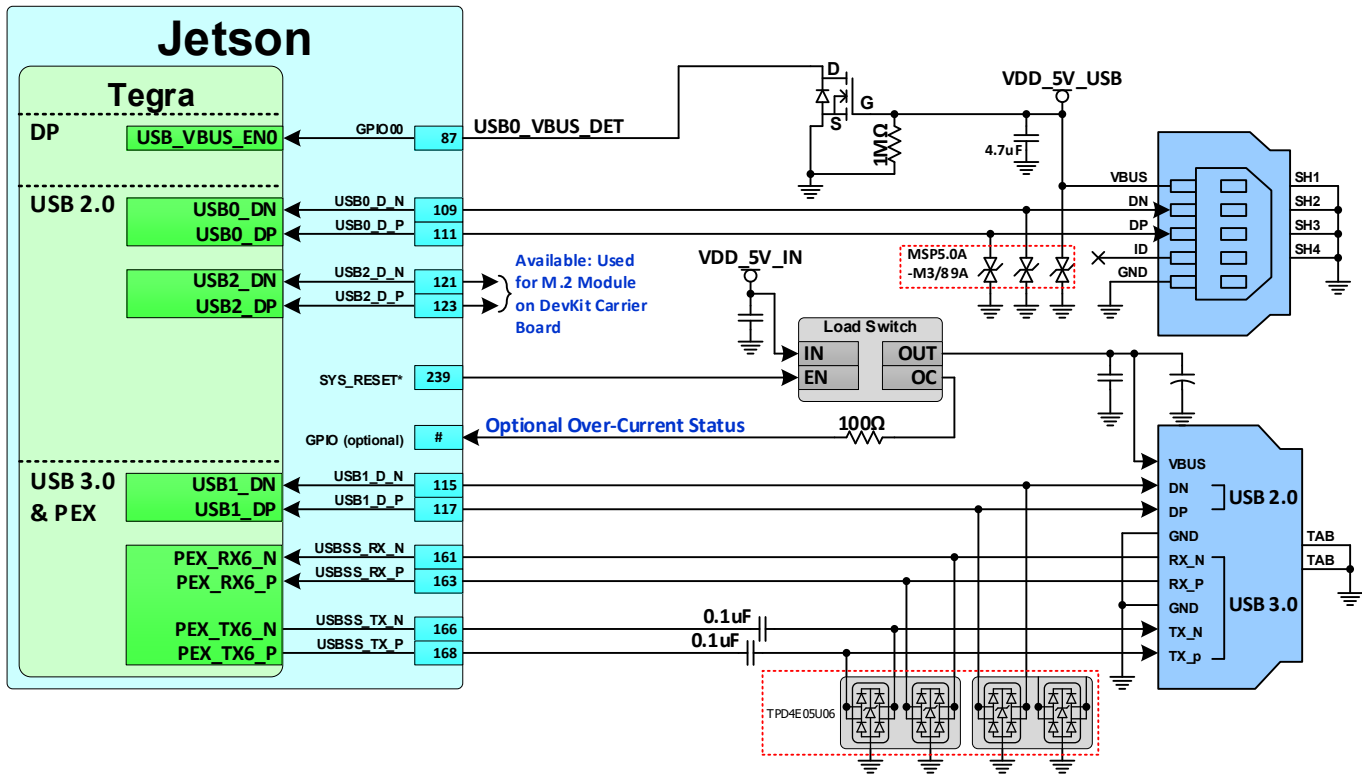 Jetson
Tegra
DP
USB_VBUS_EN0
GPIO00
87
USB0_VBUS_DET
D
G
S
1MΩ
4.7uF
VDD_5V_USB
USB 2.0
USB0_DN
USB0_D_N
109
USB0_DP
USB0_D_P
111
USB2_DN
USB2_D_N
121
USB2_DP
USB2_D_P
123
Available: Used
for M.2 Module
on DevKit Carrier
Board
VBUS
DN
DP
ID
GND
SH1
SH2
SH3
SH4
MSP5.0A
-M3/89A
VDD_5V_IN
Load Switch
IN
OUT
EN
OC
SYS_RESET*
239
GPIO (optional)
#
Optional Over-Current Status
100Ω
USB 3.0
& PEX
USB1_DN
USB1_D_N
115
USB1_DP
USB1_D_P
117
PEX_RX6_N
USBSS_RX_N
161
PEX_RX6_P
USBSS_RX_P
163
PEX_TX6_N
USBSS_TX_N
166
0.1uF
PEX_TX6_P
USBSS_TX_P
168
0.1uF
VBUS
DN
DP
USB 2.0
GND
RX_N
RX_P
GND
TX_N
TX_p
USB 3.0
TAB
TAB
TPD4E05U06